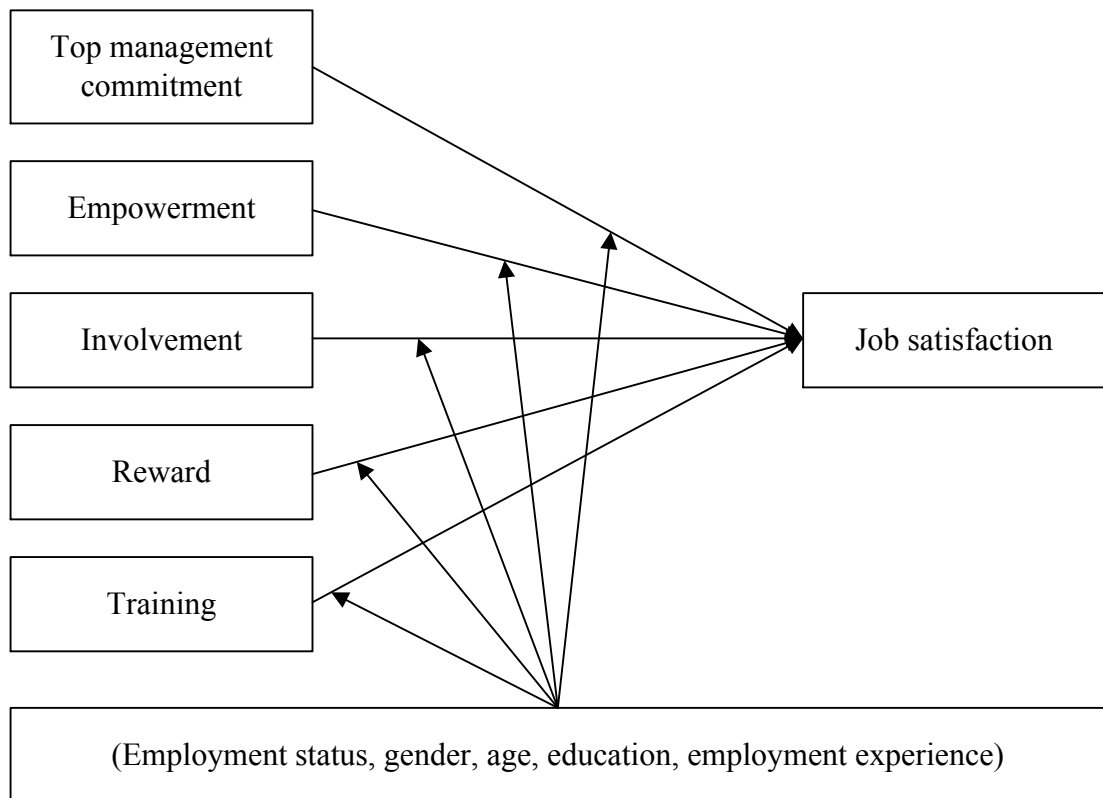 Top management
commitment
Empowerment
Involvement
Job satisfaction
Reward
Training
(Employment status, gender, age, education, employment experience)